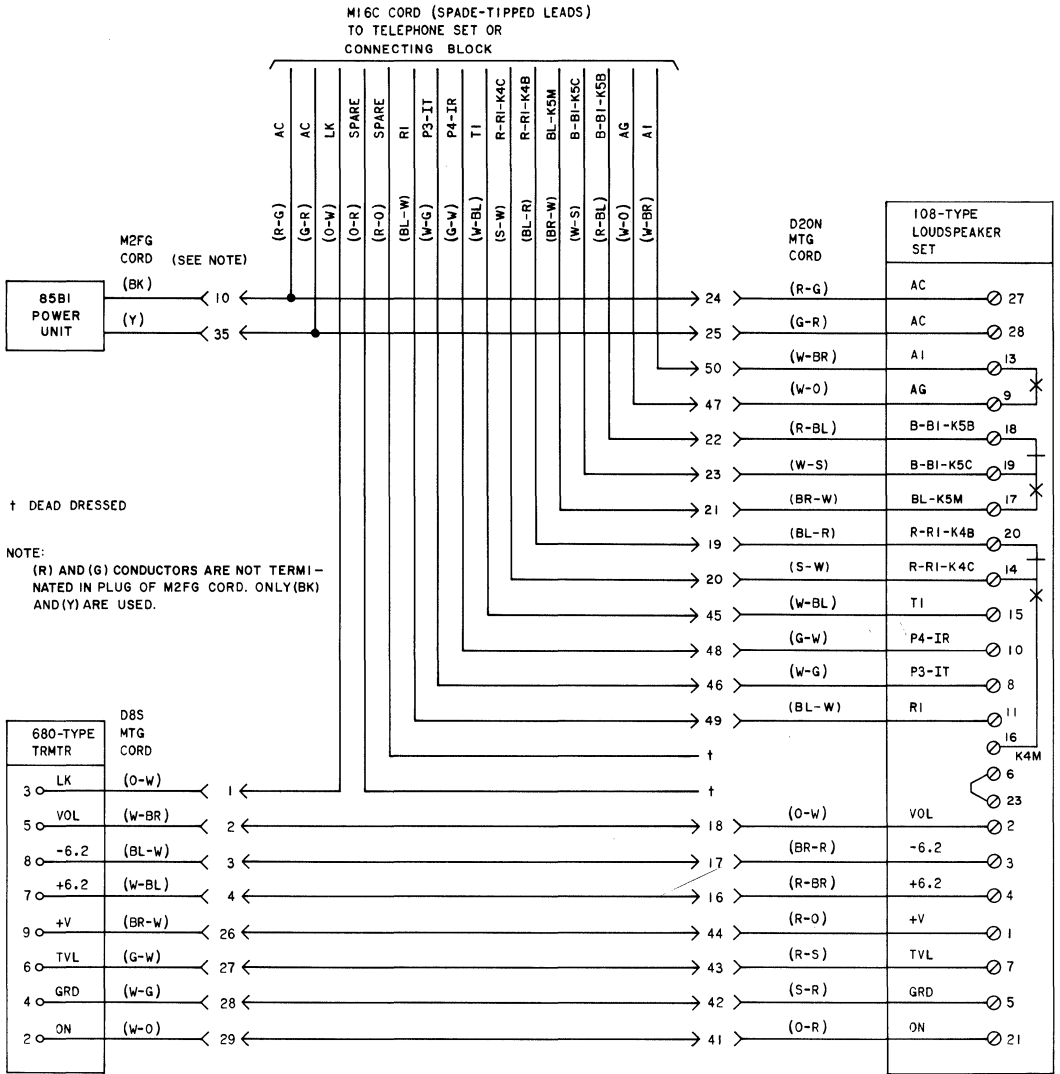 M16C CORD (SPADE-TIPPED LEADS)
TO TELEPHONE SET OR
CONNECTING BLOCK
AC
AC
LK
SPARE
SPARE
R1
P3-1T
P4-1R
T1
R-R1-K4C
R-R1-K4B
BL-K5M
B-B1-K5C
B-B1-K5B
AG
A1
(R-G)
(G-R)
(O-W)
(O-R)
(R-O)
(BL-W)
(W-G)
(G-W)
(W-BL)
(S-W)
(BL-R)
(BR-W)
(W-S)
(R-BL)
(W-O)
(W-BR)
M2FG
CORD (SEE NOTE)
D20N
MTG
CORD
108-TYPE
LOUDSPEAKER
SET
85B1
POWER
UNIT
(BK) 10 24 (R-G) AC 27
(Y) 35 25 (G-R) AC 28
50 (W-BR) A1 13
47 (W-O) AG 9
22 (R-BL) B-B1-K5B 18
23 (W-S) B-B1-K5C 19
21 (BR-W) BL-K5M 17
19 (BL-R) R-R1-K4B 20
20 (S-W) R-R1-K4C 14
45 (W-BL) T1 15
48 (G-W) P4-1R 10
46 (W-G) P3-1T 8
49 (BL-W) R1 11
† 16
K4M
† 6
23
† DEAD DRESSED
NOTE:
(R) AND (G) CONDUCTORS ARE NOT TERMI-
NATED IN PLUG OF M2FG CORD. ONLY (BK)
AND (Y) ARE USED.
680-TYPE
TRMTR
D8S
MTG
CORD
3 LK (O-W) 1
5 VOL (W-BR) 2 18 (O-W) VOL 2
8 -6.2 (BL-W) 3 17 (BR-R) -6.2 3
7 +6.2 (W-BL) 4 16 (R-BR) +6.2 4
9 +V (BR-W) 26 44 (R-O) +V 1
6 TVL (G-W) 27 43 (R-S) TVL 7
4 GRD (W-G) 28 42 (S-R) GRD 5
2 ON (W-O) 29 41 (O-R) ON 21